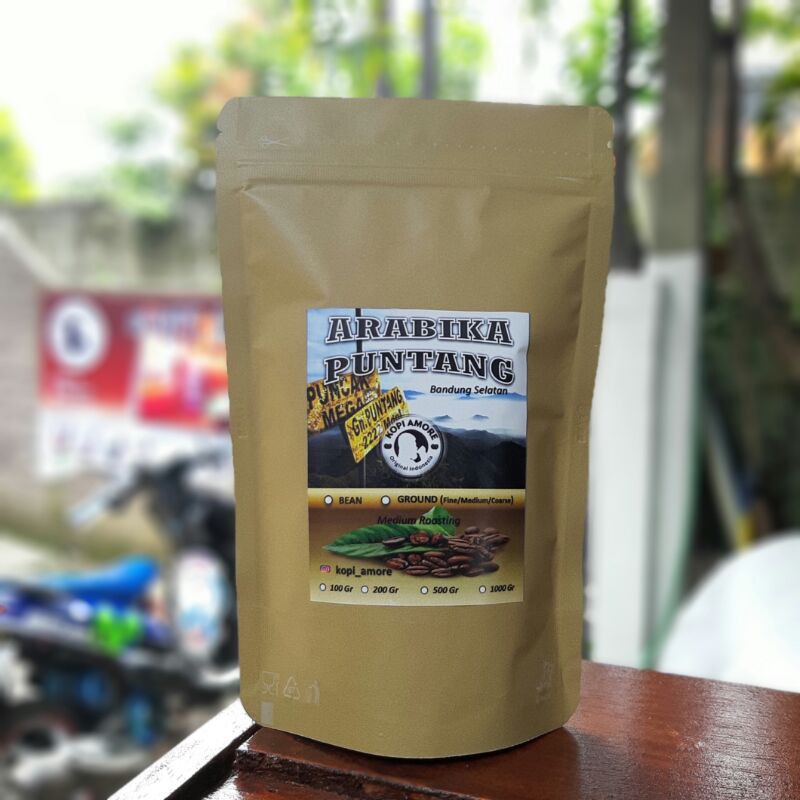 ARABIKA
PUNTANG
Bandung Selatan
PUNCAK
MEGA
Gn. PUNTANG
2222
KOPI AMORE
Original Indonesia
BEAN
GROUND (Fine/Medium/Coarse)
Medium Roasting
kopi_amore
100 Gr
200 Gr
500 Gr
1000 Gr